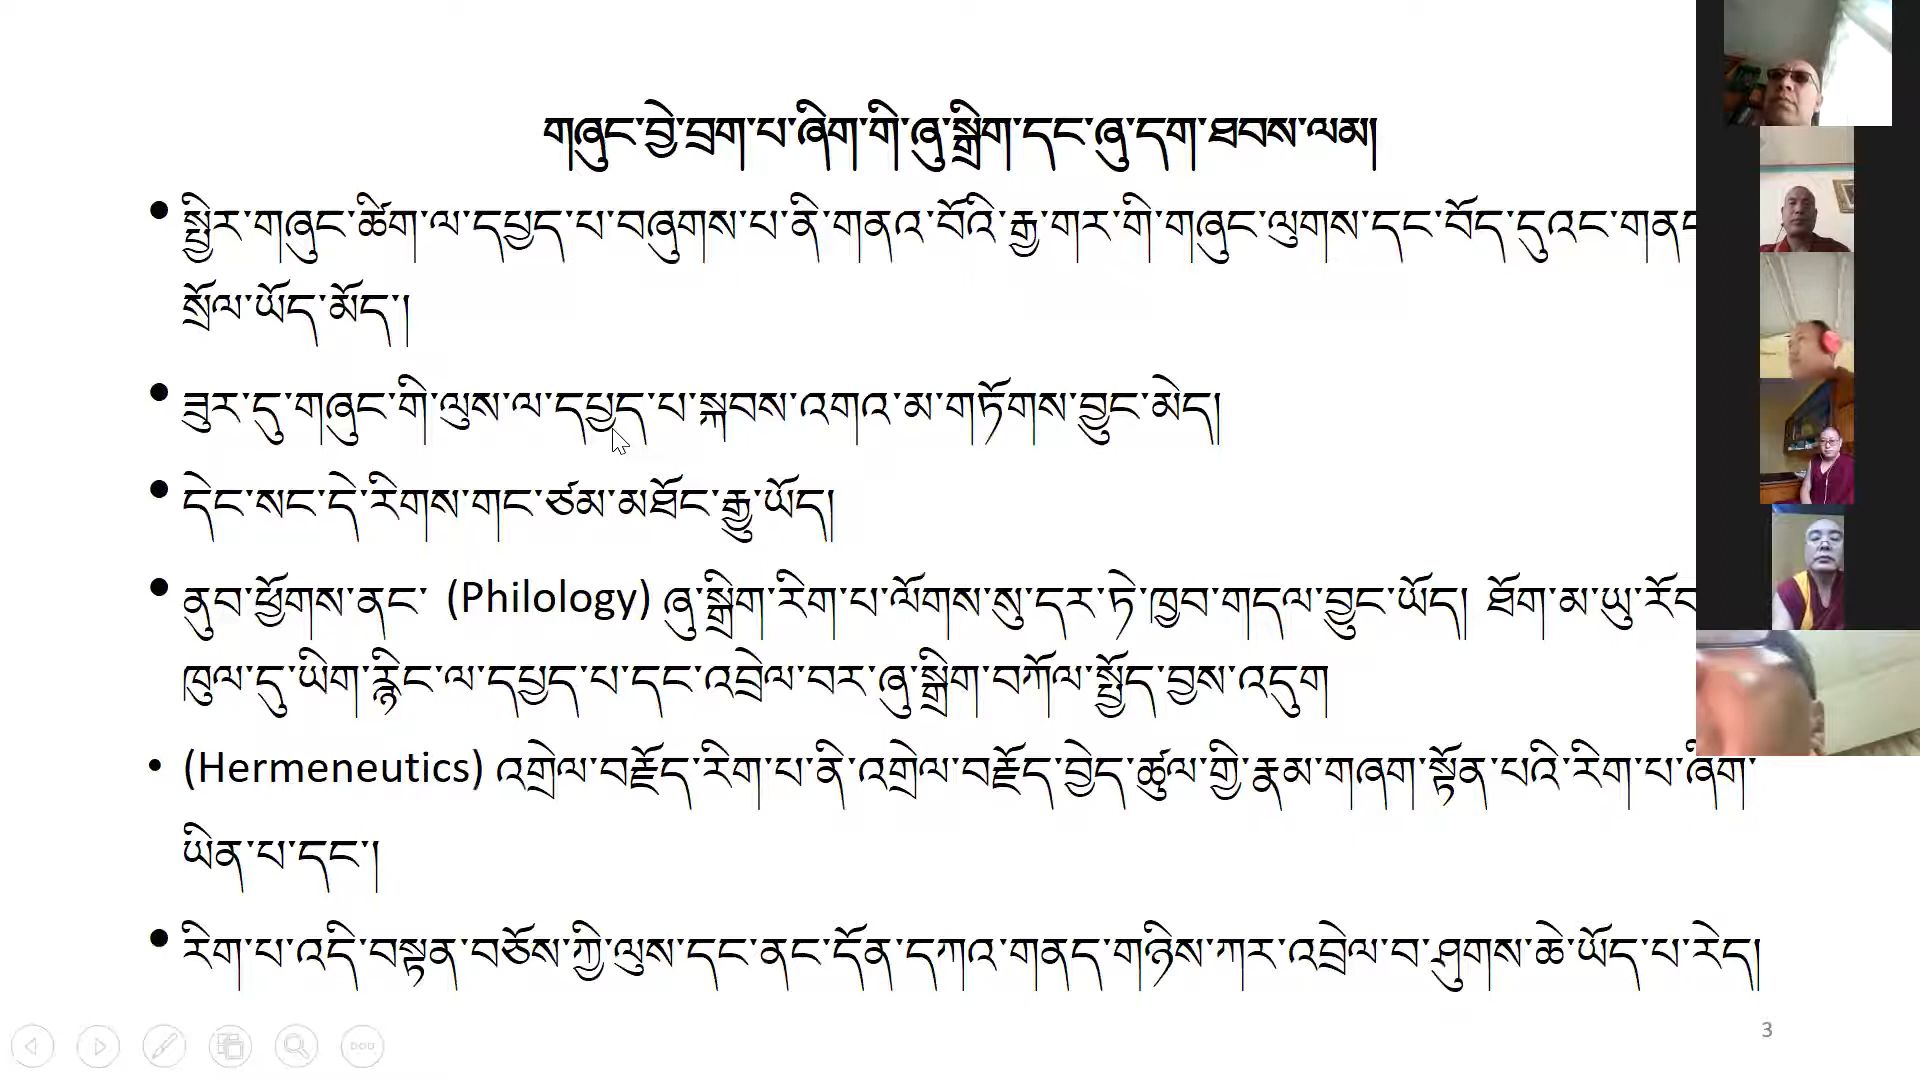 གཞུང་བྱེ་བྲག་པ་ཞིག་གི་ཞུ་སྒྲིག་དང་ཞུ་དག་ཐབས་ལམ།
• སྤྱིར་གཞུང་ཚིག་ལ་དཔྱད་པ་བཞུགས་པ་ནི་གནའ་བོའི་རྒྱ་གར་གི་གཞུང་ལུགས་དང་བོད་དུའང་
སྲོལ་ཡོད་མོད་།
• ཟུར་དུ་གཞུང་གི་ལུས་ལ་དཔྱད་པ་སྐབས་འགའ་མ་གཏོགས་བྱུང་མེད།
• དེང་སང་དེ་རིགས་གང་ཙམ་མཐོང་རྒྱུ་ཡོད།
• ནུབ་ཕྱོགས་ནང་ (Philology) ཞུ་སྒྲིག་རིག་པ་ལོགས་སུ་དར་ཏེ་ཁྱབ་གདལ་བྱུང་ཡོད། ཐོག་མ་ཡུ་
ཁུལ་དུ་ཡིག་རྙིང་ལ་དཔྱད་པ་དང་འབྲེལ་བར་ཞུ་སྒྲིག་བཀོལ་སྤྱོད་བྱས་འདུག
• (Hermeneutics) འགྲེལ་བརྗོད་རིག་པ་ནི་འགྲེལ་བརྗོད་བྱེད་ཚུལ་གྱི་རྣམ་གཞག་སྟོན་པའི་རིག་པ་ཞིག་
ཡིན་པ་དང་།
• རིག་པ་འདི་བསྟན་བཅོས་ཀྱི་ལུས་དང་ནང་དོན་དཀའ་གནད་གཉིས་ཀར་འབྲེལ་བ་ཤུགས་ཆེ་ཡོད་པ་རེད།
3